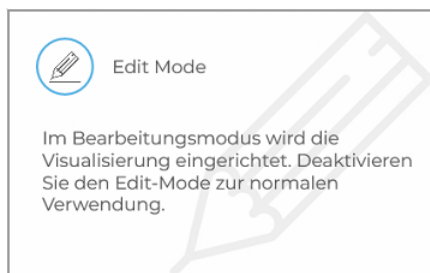 Edit Mode
Im Bearbeitungsmodus wird die
Visualisierung eingerichtet. Deaktivieren
Sie den Edit-Mode zur normalen
Verwendung.